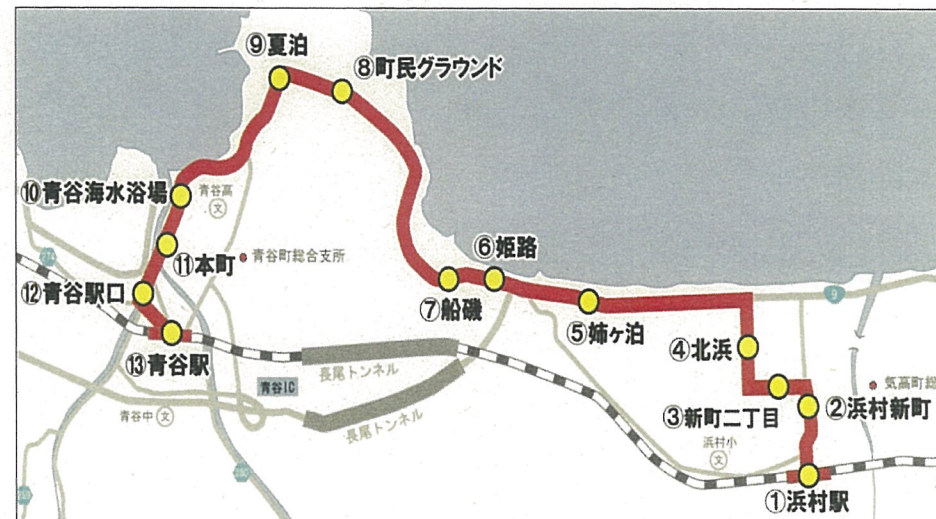 ⑨夏泊
⑧町民グラウンド
⑩青谷海水浴場
青谷高
文
⑥姫路
⑪本町
青谷町総合支所
274
⑫青谷駅口
⑦船磯
9
⑤姉ヶ泊
④北浜
⑬青谷駅
長尾トンネル
気高町総
青谷IC
③新町二丁目
②浜村新町
青谷中
文
長尾トンネル
浜村小
文
①浜村駅